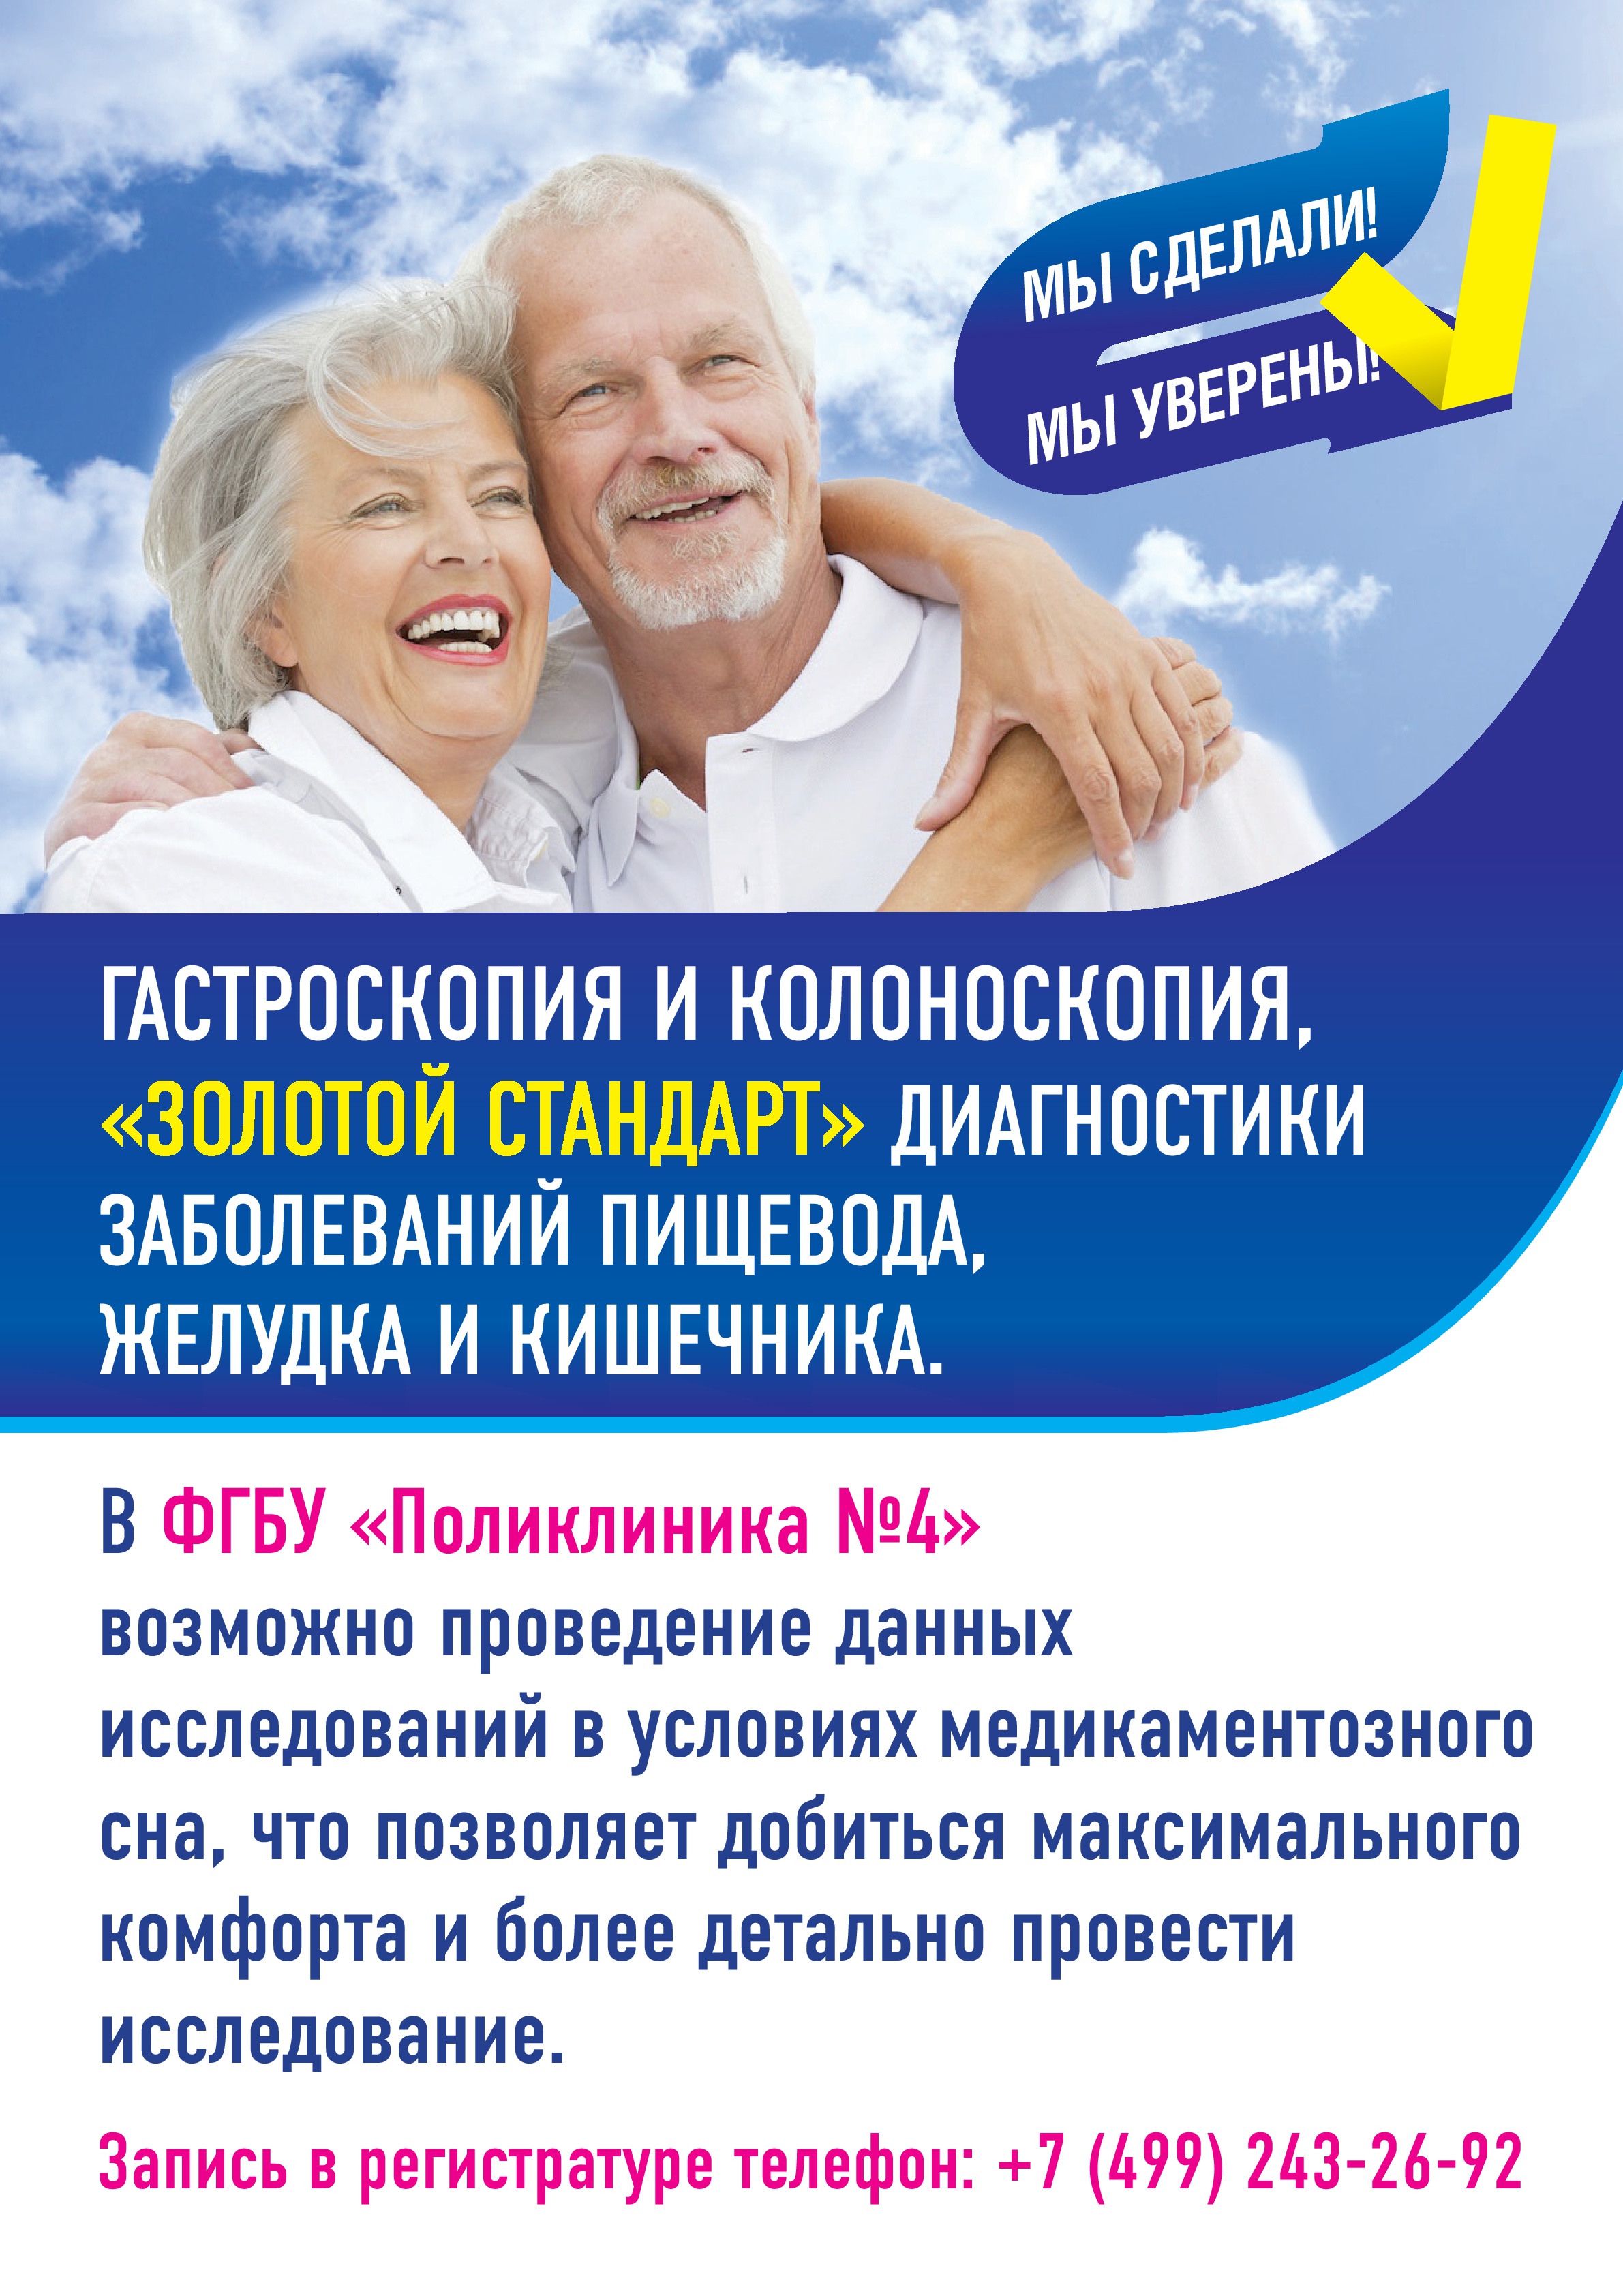 МЫ СДЕЛАЛИ!
МЫ УВЕРЕНЫ!
ГАСТРОСКОПИЯ И КОЛОНОСКОПИЯ,
«ЗОЛОТОЙ СТАНДАРТ» ДИАГНОСТИКИ
ЗАБОЛЕВАНИЙ ПИЩЕВОДА,
ЖЕЛУДКА И КИШЕЧНИКА.
В ФГБУ «Поликлиника №4»
возможно проведение данных
исследований в условиях медикаментозного
сна, что позволяет добиться максимального
комфорта и более детально провести
исследование.
Запись в регистратуре телефон: +7 (499) 243-26-92